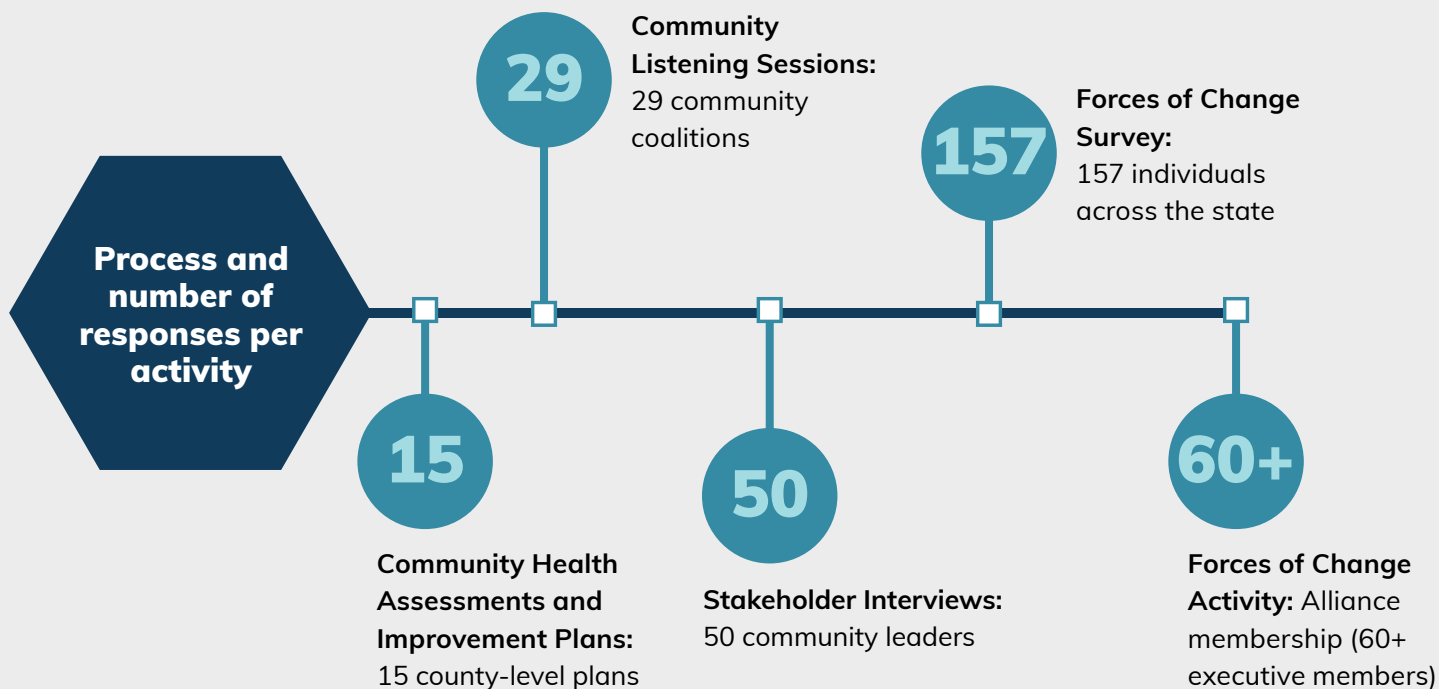 Process and
number of
responses per
activity
15
Community Health
Assessments and
Improvement Plans:
15 county-level plans
29
Community
Listening Sessions:
29 community
coalitions
50
Stakeholder Interviews:
50 community leaders
157
Forces of Change
Survey:
157 individuals
across the state
60+
Forces of Change
Activity: Alliance
membership (60+
executive members)